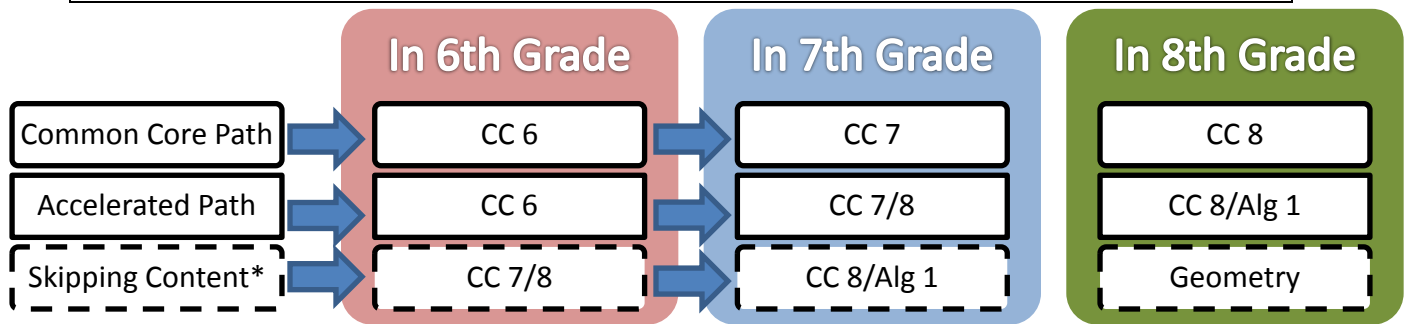 In 6th Grade In 7th Grade In 8th Grade
Common Core Path CC 6 CC 7 CC 8
Accelerated Path CC 6 CC 7/8 CC 8/Alg 1
Skipping Content* CC 7/8 CC 8/Alg 1 Geometry